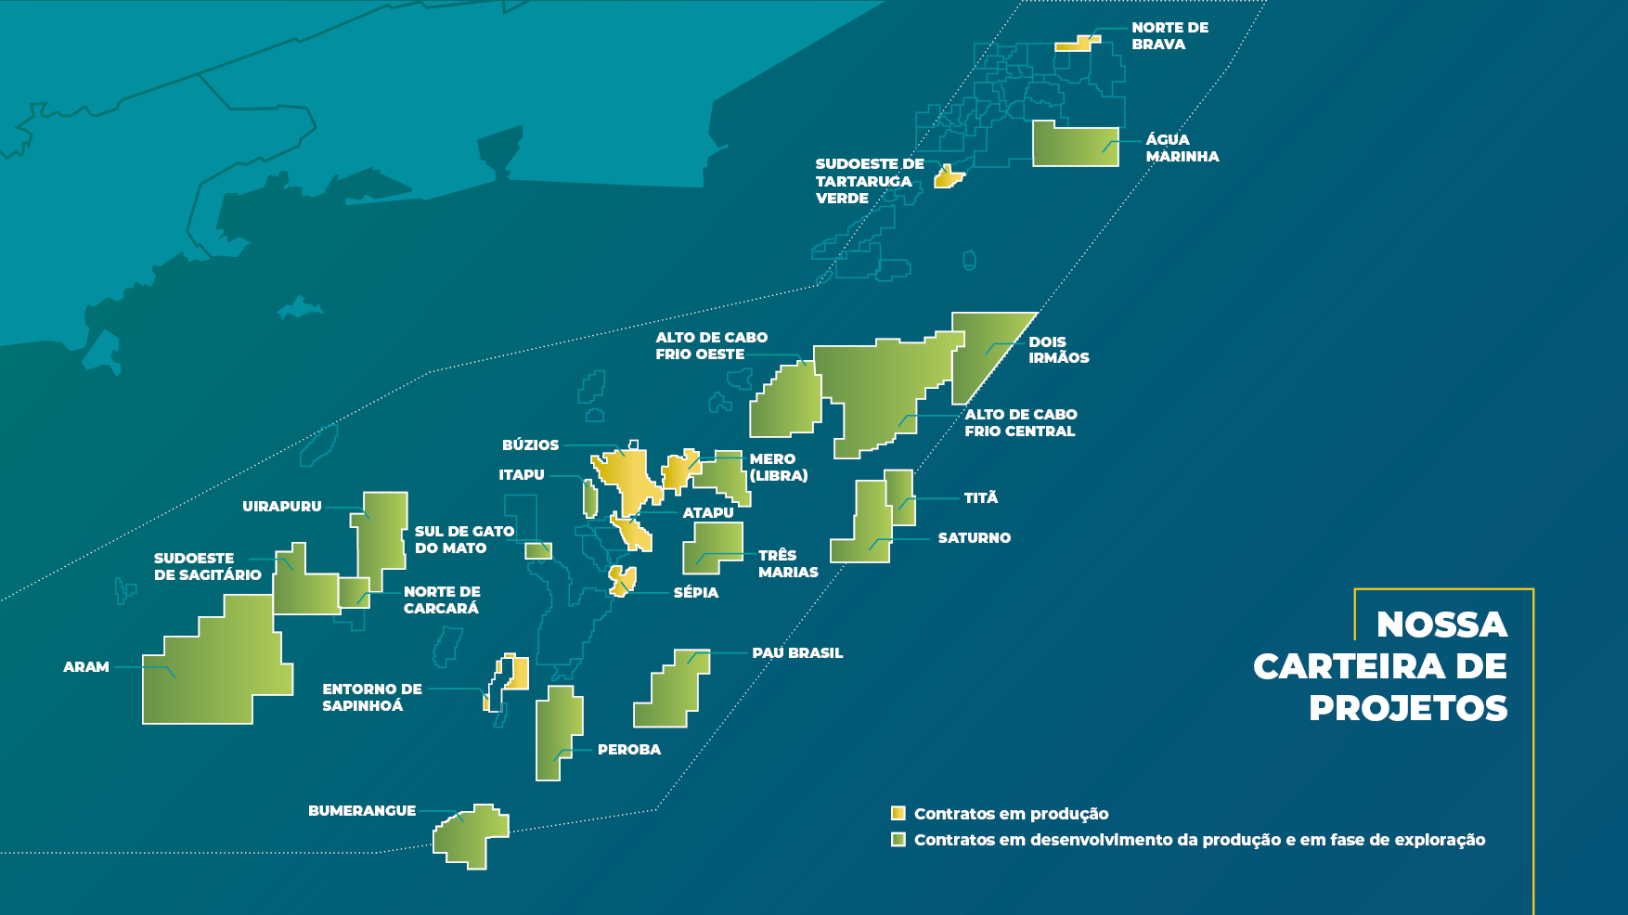 NORTE DE
BRAVA
ÁGUA
MARINHA
SUDOESTE DE
TARTARUGA
VERDE
ALTO DE CABO
FRIO OESTE
DOIS
IRMÃOS
ALTO DE CABO
FRIO CENTRAL
BÚZIOS
MERO
(LIBRA)
ITAPU
TITÃ
UIRAPURU
ATAPU
SUL DE GATO
DO MATO
SATURNO
SUDOESTE
DE SAGITÁRIO
TRÊS
MARIAS
NORTE DE
CARCARÁ
SÉPIA
PAU BRASIL
ARAM
ENTORNO DE
SAPINHOÁ
PEROBA
BUMERANGUE
NOSSA
CARTEIRA DE
PROJETOS
Contratos em produção
Contratos em desenvolvimento da produção e em fase de exploração